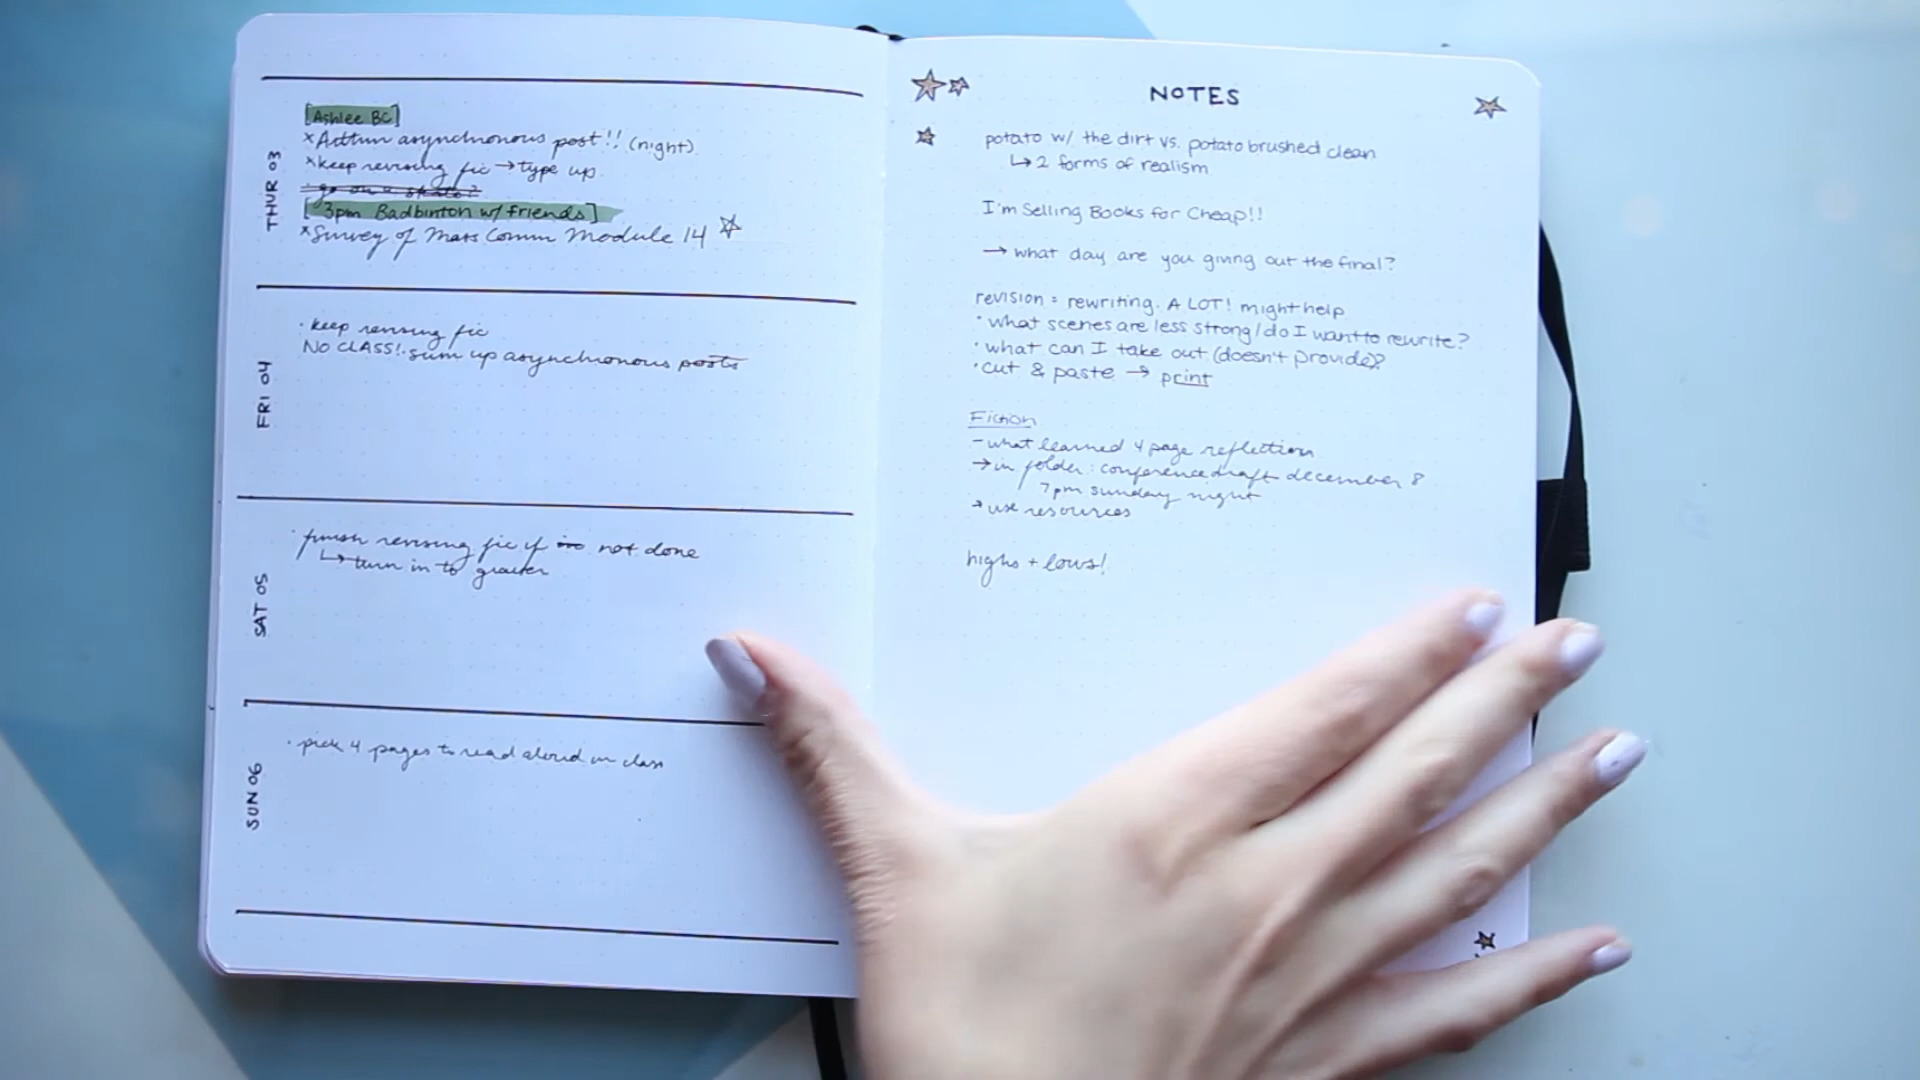 THUR 03
[Ashlee BC]
x asynchronous post!! (night)
x keep revising fic → type up
[3pm Badbinton w/ friends]
x Survey of Mass Comm Module 14
FRI 04
· keep revising fic
NO CLASS! · sum up asynchronous posts
SAT 05
· finish revising fic if not done
↳ turn in to
SUN 06
· pick 4 pages to read aloud in class
NOTES
potato w/ the dirt vs. potato brushed clean
↳ 2 forms of realism
I'm Selling Books for Cheap!!
→ what day are you giving out the final?
revision = rewriting. A LOT! might help
· what scenes are less strong/do I want to rewrite?
· what can I take out (doesn't provide)?
· cut & paste → print
Fiction
- what learned 4 page reflection
→ in folder: conference draft december 8
7pm sunday night
→ use resources
highs + lows!